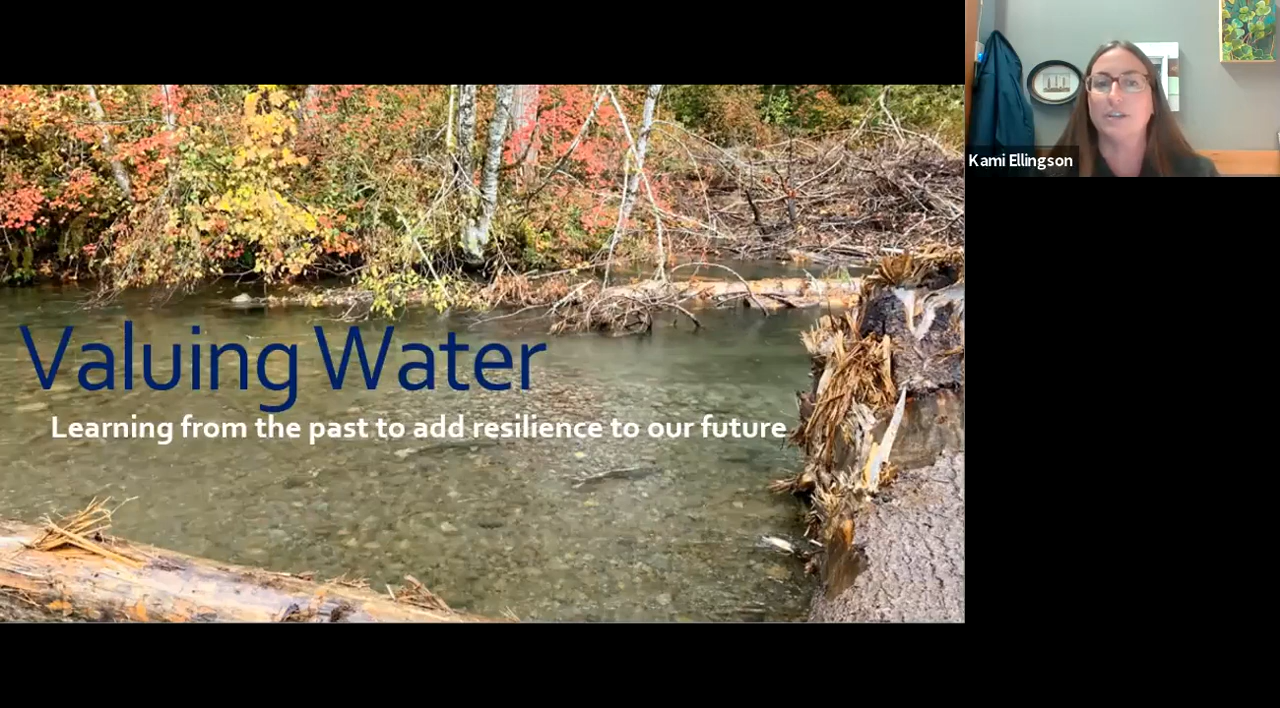 Valuing Water
Learning from the past to add resilience to our future
Kami Ellingson